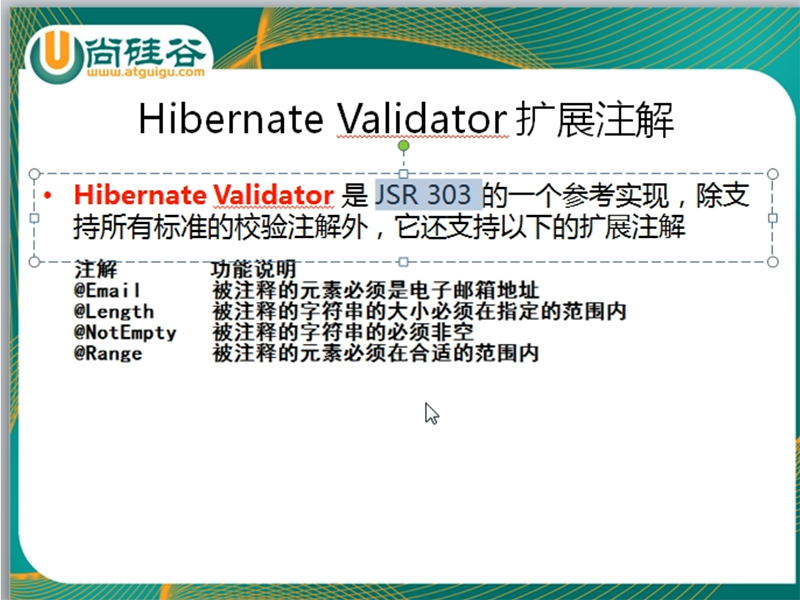 尚硅谷
www.atguigu.com
Hibernate Validator 扩展注解
• Hibernate Validator 是 JSR 303 的一个参考实现，除支
持所有标准的校验注解外，它还支持以下的扩展注解
注解 功能说明
@Email 被注释的元素必须是电子邮箱地址
@Length 被注释的字符串的大小必须在指定的范围内
@NotEmpty 被注释的字符串的必须非空
@Range 被注释的元素必须在合适的范围内